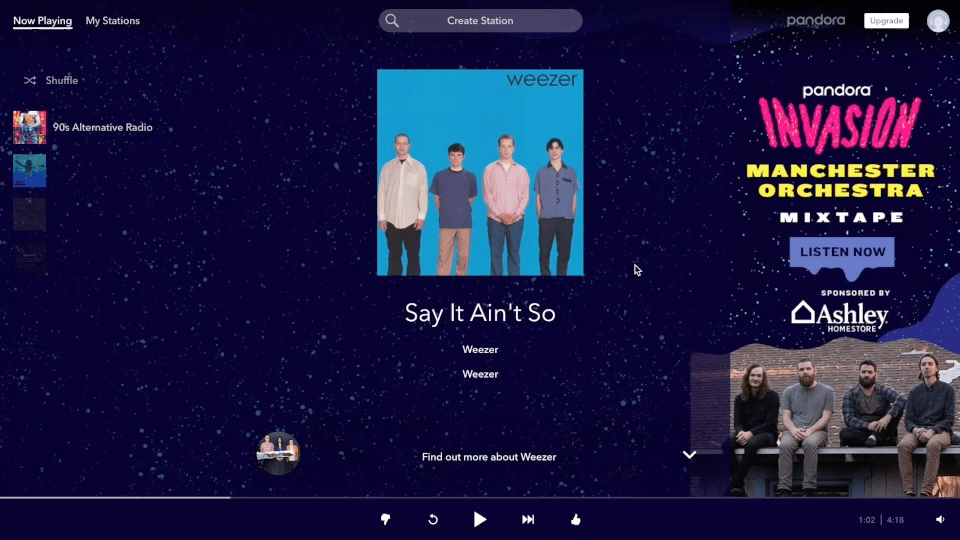 Now Playing
My Stations
Create Station
pandora
Upgrade
Shuffle
90s Alternative Radio
weezer
Say It Ain't So
Weezer
Weezer
Find out more about Weezer
pandora
INVASION
MANCHESTER
ORCHESTRA
MIXTAPE
LISTEN NOW
SPONSORED BY
Ashley
HOMESTORE
1:02 | 4:18